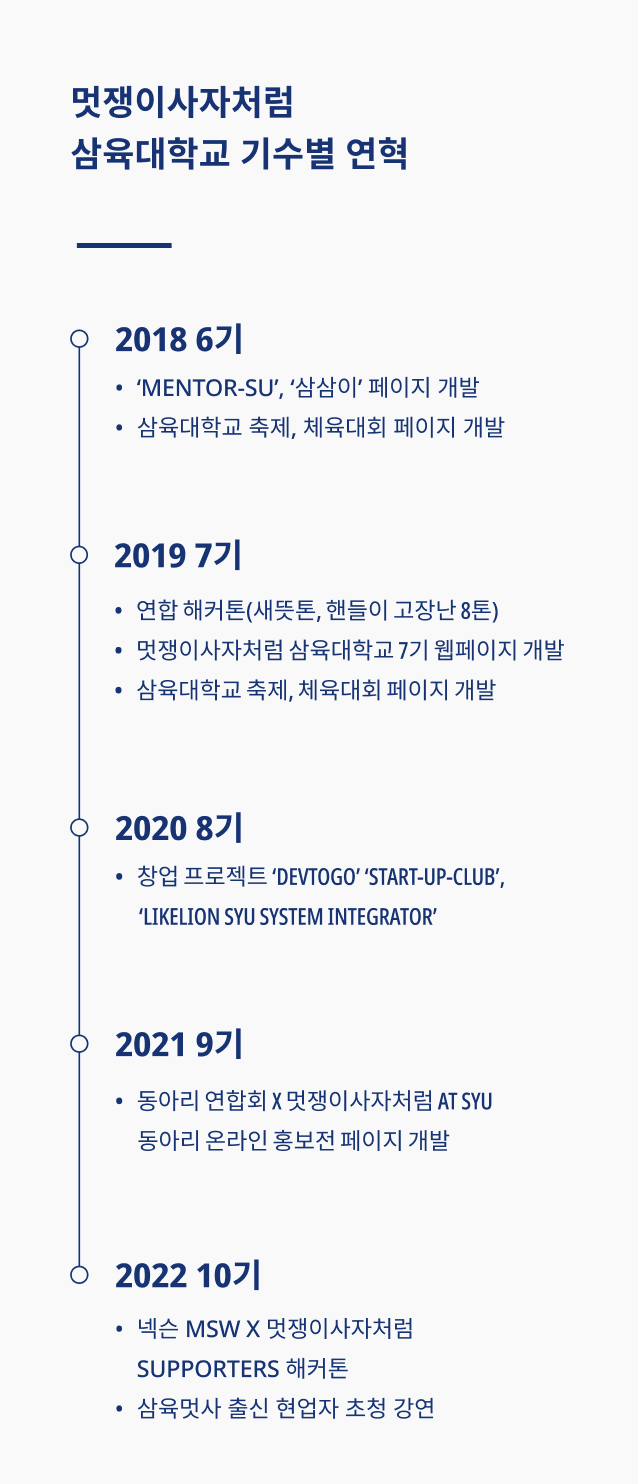 멋쟁이사자처럼
삼육대학교 기수별 연혁
2018 6기
• ‘MENTOR-SU’, ‘삼삼이’ 페이지 개발
• 삼육대학교 축제, 체육대회 페이지 개발
2019 7기
• 연합 해커톤(새뜻톤, 핸들이 고장난 8톤)
• 멋쟁이사자처럼 삼육대학교 7기 웹페이지 개발
• 삼육대학교 축제, 체육대회 페이지 개발
2020 8기
• 창업 프로젝트 ‘DEVTOGO’ ‘START-UP-CLUB’,
‘LIKELION SYU SYSTEM INTEGRATOR’
2021 9기
• 동아리 연합회 X 멋쟁이사자처럼 AT SYU
동아리 온라인 홍보전 페이지 개발
2022 10기
• 넥슨 MSW X 멋쟁이사자처럼
SUPPORTERS 해커톤
• 삼육멋사 출신 현업자 초청 강연